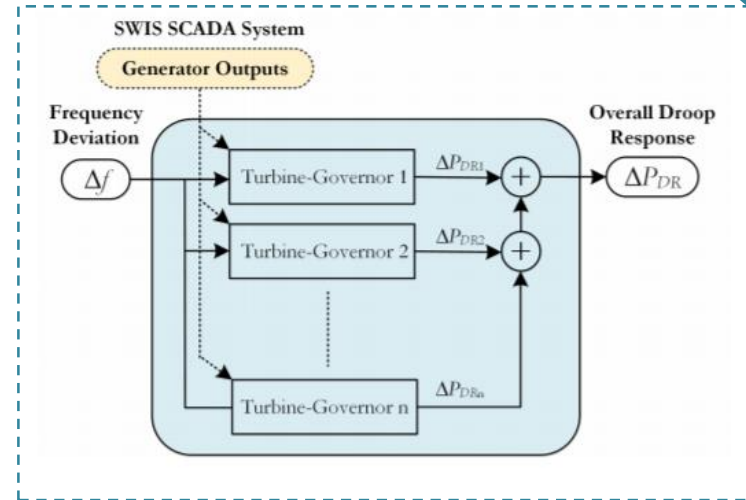 SWIS SCADA System
Generator Outputs
Frequency
Deviation
Overall Droop
Response
Δf
Turbine-Governor 1
ΔP_DR1
+
ΔP_DR
Turbine-Governor 2
ΔP_DR2
+
Turbine-Governor n
ΔP_DRn